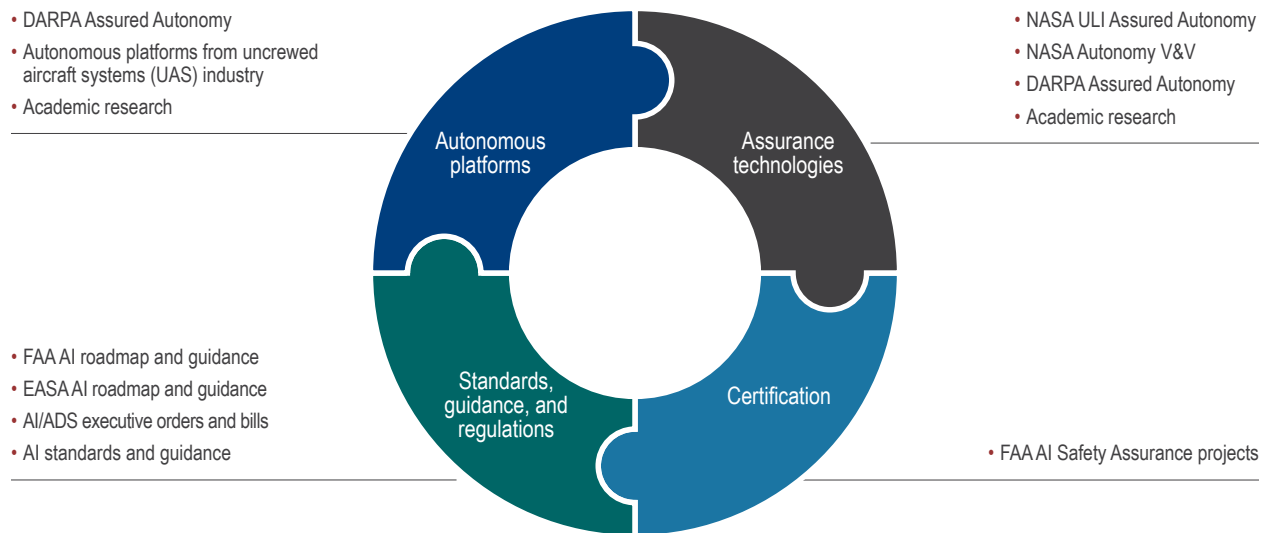 • DARPA Assured Autonomy
• Autonomous platforms from uncrewed
aircraft systems (UAS) industry
• Academic research
• NASA ULI Assured Autonomy
• NASA Autonomy V&V
• DARPA Assured Autonomy
• Academic research
Autonomous
platforms
Assurance
technologies
• FAA AI roadmap and guidance
• EASA AI roadmap and guidance
• AI/ADS executive orders and bills
• AI standards and guidance
Standards,
guidance, and
regulations
Certification
• FAA AI Safety Assurance projects